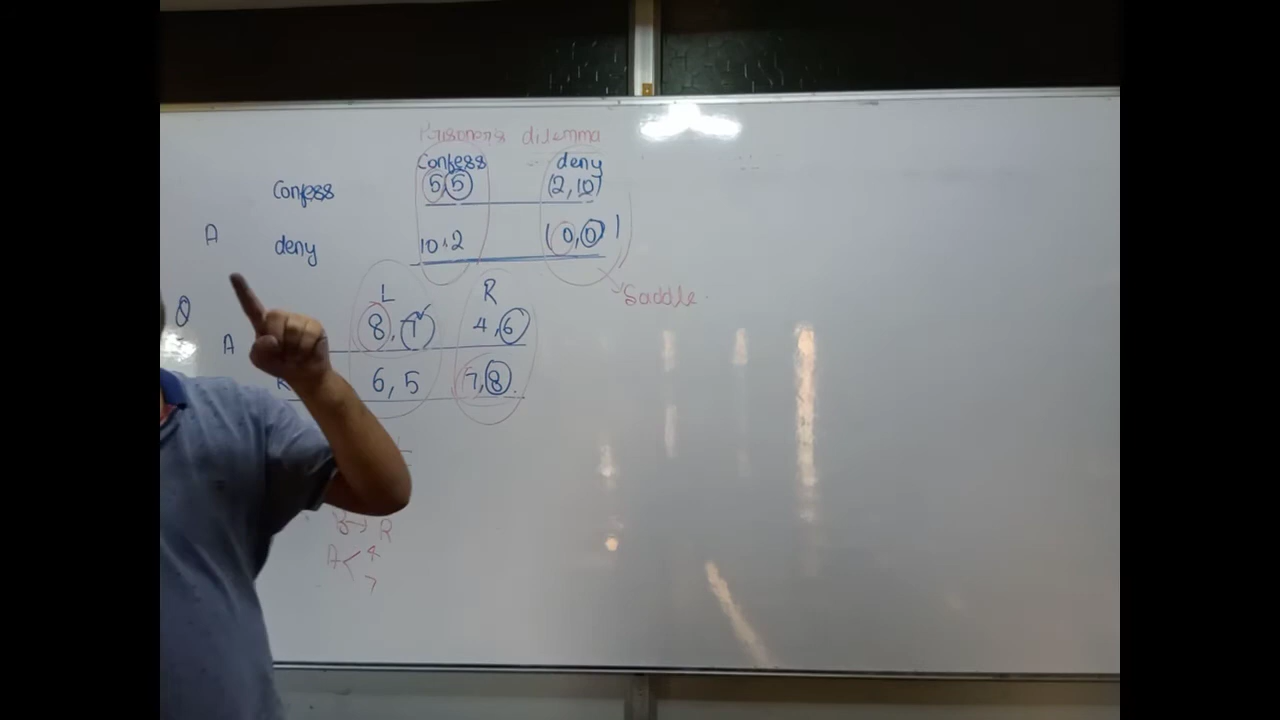 Prisoners dilemma
Confess deny
Confess 5,5 (2,10)
A
deny 10,2 (0,0)
Saddle
L R
Q
8,7 4,6
A
6,5 7,8
B → R
A < 4
7